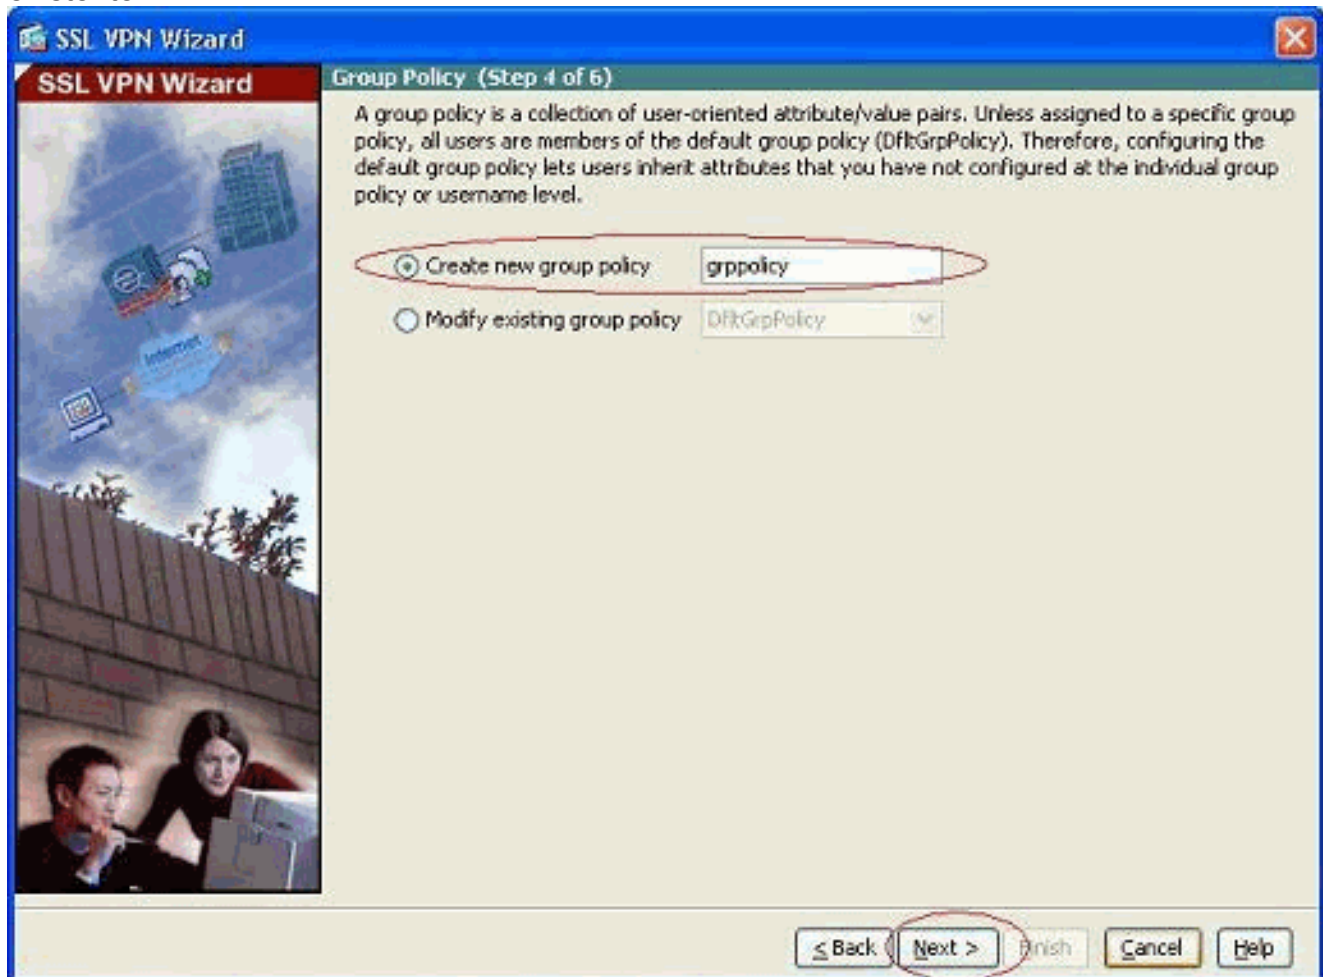 SSL VPN Wizard
SSL VPN Wizard
Group Policy (Step 4 of 6)
A group policy is a collection of user-oriented attribute/value pairs. Unless assigned to a specific group
policy, all users are members of the default group policy (DfltGrpPolicy). Therefore, configuring the
default group policy lets users inherit attributes that you have not configured at the individual group
policy or username level.
Create new group policy grppolicy
Modify existing group policy DfltGrpPolicy
Internet
< Back Next > Finish Cancel Help